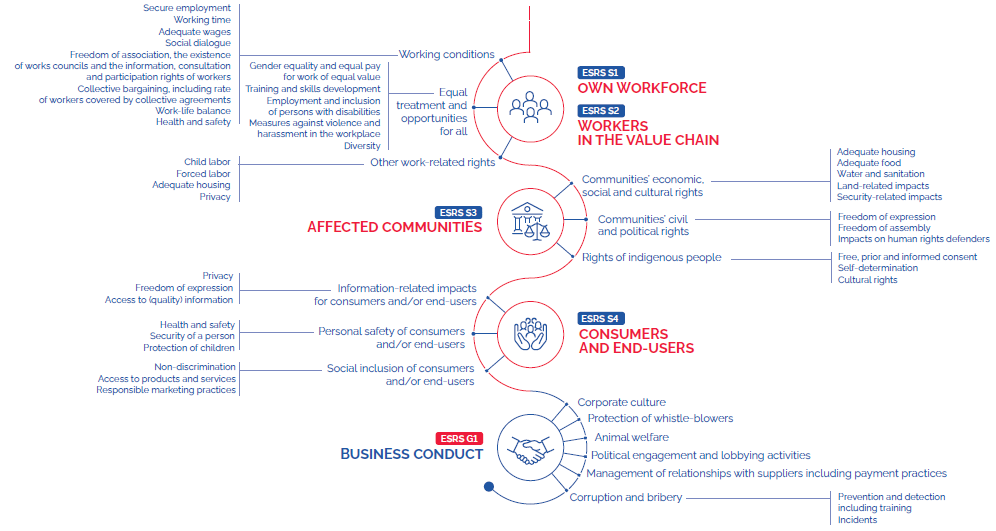 Secure employment
Working time
Adequate wages
Social dialogue
Freedom of association, the existence
of works councils and the information, consultation
and participation rights of workers
Collective bargaining, including rate
of workers covered by collective agreements
Work-life balance
Health and safety
Working conditions
Gender equality and equal pay
for work of equal value
Training and skills development
Employment and inclusion
of persons with disabilities
Measures against violence and
harassment in the workplace
Diversity
Equal
treatment and
opportunities
for all
Child labor
Forced labor
Adequate housing
Privacy
Other work-related rights
ESRS S1
OWN WORKFORCE
ESRS S2
WORKERS
IN THE VALUE CHAIN
ESRS S3
AFFECTED COMMUNITIES
Communities' economic,
social and cultural rights
Adequate housing
Adequate food
Water and sanitation
Land-related impacts
Security-related impacts
Communities' civil
and political rights
Freedom of expression
Freedom of assembly
Impacts on human rights defenders
Rights of indigenous people
Free, prior and informed consent
Self-determination
Cultural rights
Privacy
Freedom of expression
Access to (quality) information
Information-related impacts
for consumers and/or end-users
Health and safety
Security of a person
Protection of children
Personal safety of consumers
and/or end-users
Non-discrimination
Access to products and services
Responsible marketing practices
Social inclusion of consumers
and/or end-users
ESRS S4
CONSUMERS
AND END-USERS
ESRS G1
BUSINESS CONDUCT
Corporate culture
Protection of whistle-blowers
Animal welfare
Political engagement and lobbying activities
Management of relationships with suppliers including payment practices
Corruption and bribery
Prevention and detection
including training
Incidents